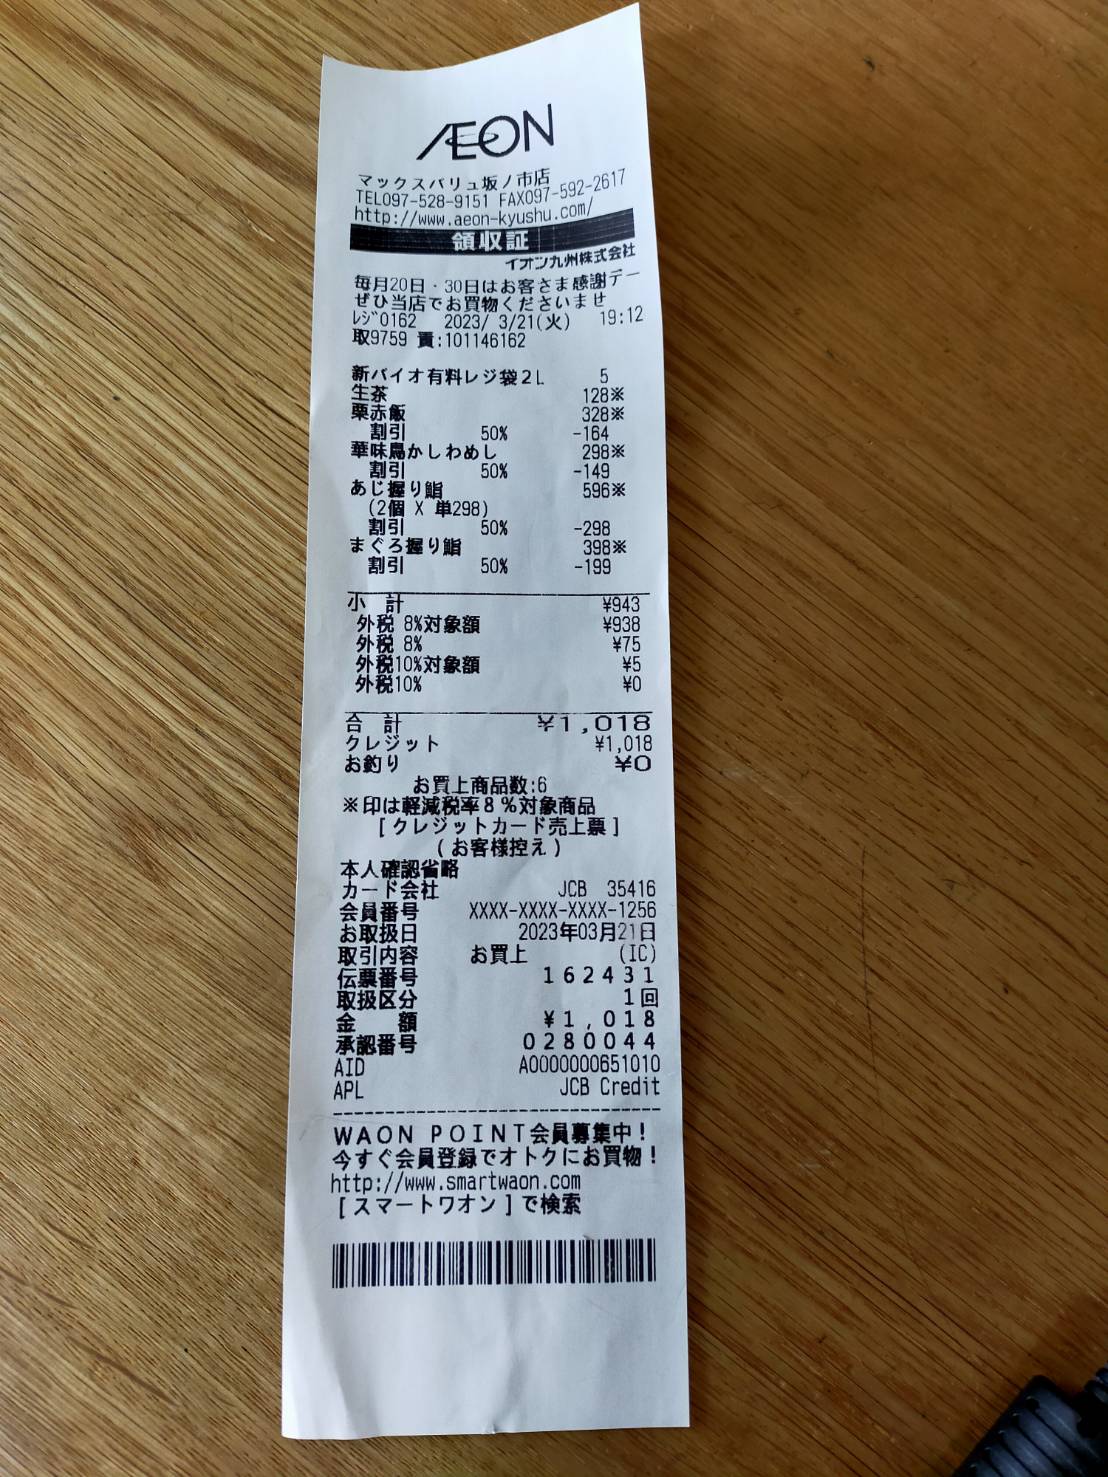 ÆON
マックスバリュ坂ノ市店
TEL097-528-9151 FAX097-592-2617
http://www.aeon-kyushu.com/
領収証
イオン九州株式会社
毎月20日・30日はお客さま感謝デー
ぜひ当店でお買物くださいませ
ﾚｼﾞ0162 2023/ 3/21(火) 19:12
取9759 責:101146162
新バイオ有料レジ袋2L 5
生茶 128※
栗赤飯 328※
割引 50% -164
華味鳥かしわめし 298※
割引 50% -149
あじ握り鮨 596※
(2個 X 単298)
割引 50% -298
まぐろ握り鮨 398※
割引 50% -199
小 計 ¥943
外税 8%対象額 ¥938
外税 8% ¥75
外税10%対象額 ¥5
外税10% ¥0
合 計 ¥1,018
クレジット ¥1,018
お釣り ¥0
お買上商品数:6
※印は軽減税率8%対象商品
[クレジットカード売上票]
(お客様控え)
本人確認省略
カード会社 JCB 35416
会員番号 XXXX-XXXX-XXXX-1256
お取扱日 2023年03月21日
取引内容 お買上 (IC)
伝票番号 162431
取扱区分 1回
金 額 ¥1,018
承認番号 0280044
AID A0000000651010
APL JCB Credit
WAON POINT会員募集中!
今すぐ会員登録でオトクにお買物!
http://www.smartwaon.com
[スマートワオン]で検索